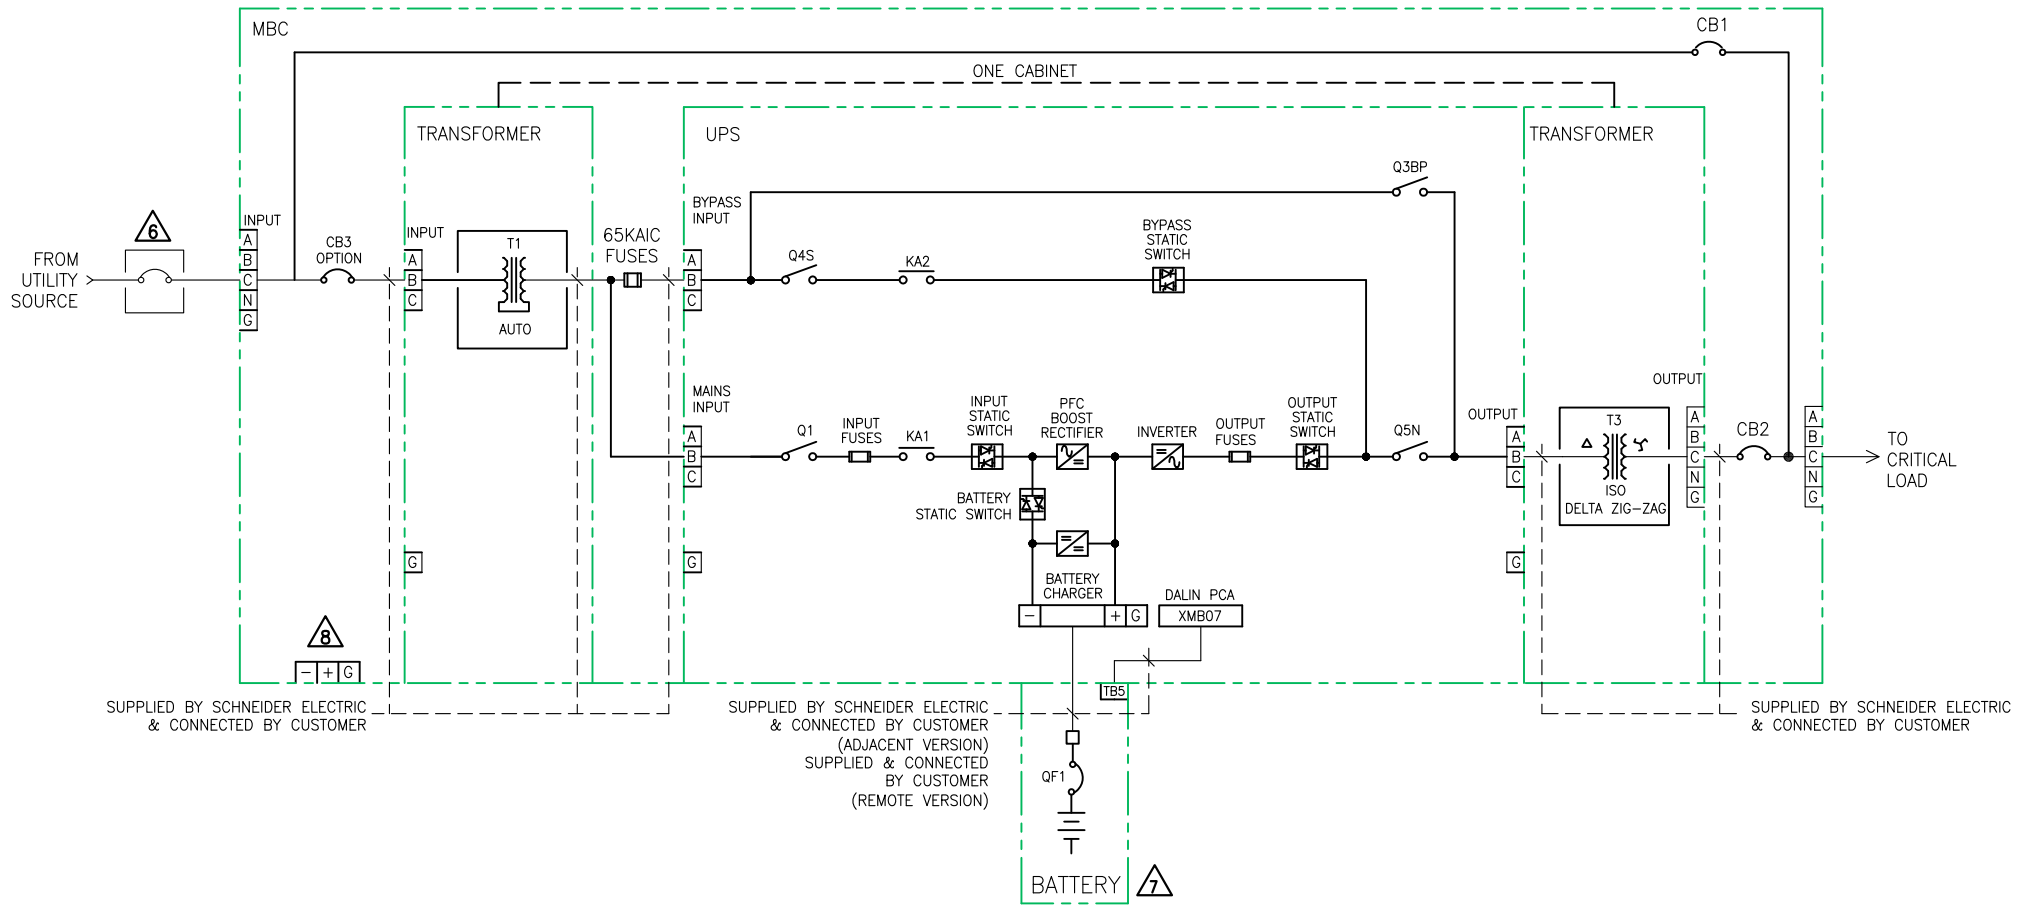 MBC
CB1
ONE CABINET
TRANSFORMER
UPS
TRANSFORMER
Q3BP
BYPASS
INPUT
6
INPUT
A
B
C
N
G
FROM
UTILITY
SOURCE
CB3
OPTION
INPUT
A
B
C
T1
AUTO
65KAIC
FUSES
A
B
C
Q4S
KA2
BYPASS
STATIC
SWITCH
MAINS
INPUT
A
B
C
Q1
INPUT
FUSES
KA1
INPUT
STATIC
SWITCH
PFC
BOOST
RECTIFIER
INVERTER
OUTPUT
FUSES
OUTPUT
STATIC
SWITCH
Q5N
OUTPUT
A
B
C
T3
ISO
DELTA ZIG-ZAG
OUTPUT
A
B
C
N
G
CB2
A
B
C
N
G
TO
CRITICAL
LOAD
BATTERY
STATIC SWITCH
G
G
G
BATTERY
CHARGER
- + G
DALIN PCA
XMB07
8
- + G
TB5
SUPPLIED BY SCHNEIDER ELECTRIC
& CONNECTED BY CUSTOMER
SUPPLIED BY SCHNEIDER ELECTRIC
& CONNECTED BY CUSTOMER
(ADJACENT VERSION)
SUPPLIED & CONNECTED
BY CUSTOMER
(REMOTE VERSION)
SUPPLIED BY SCHNEIDER ELECTRIC
& CONNECTED BY CUSTOMER
QF1
BATTERY
7